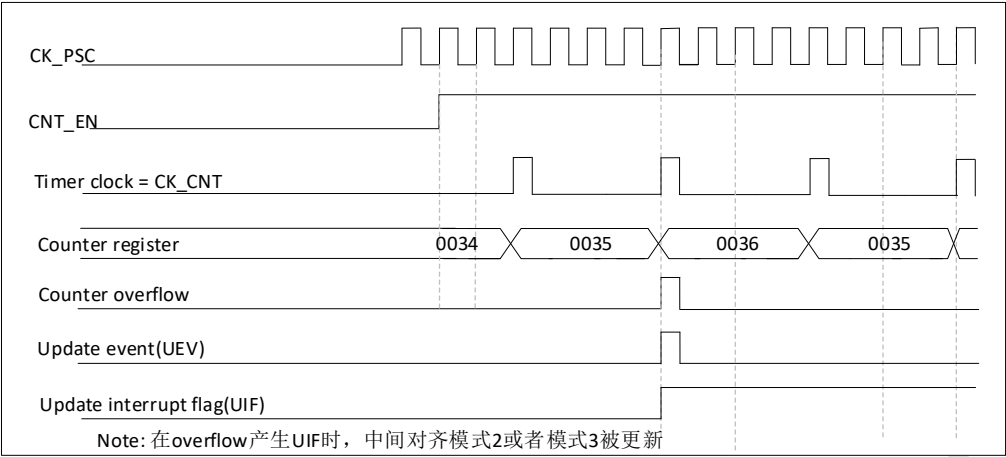 CK_PSC
CNT_EN
Timer clock = CK_CNT
Counter register
0034
0035
0036
0035
Counter overflow
Update event(UEV)
Update interrupt flag(UIF)
Note: 在overflow产生UIF时，中间对齐模式2或者模式3被更新